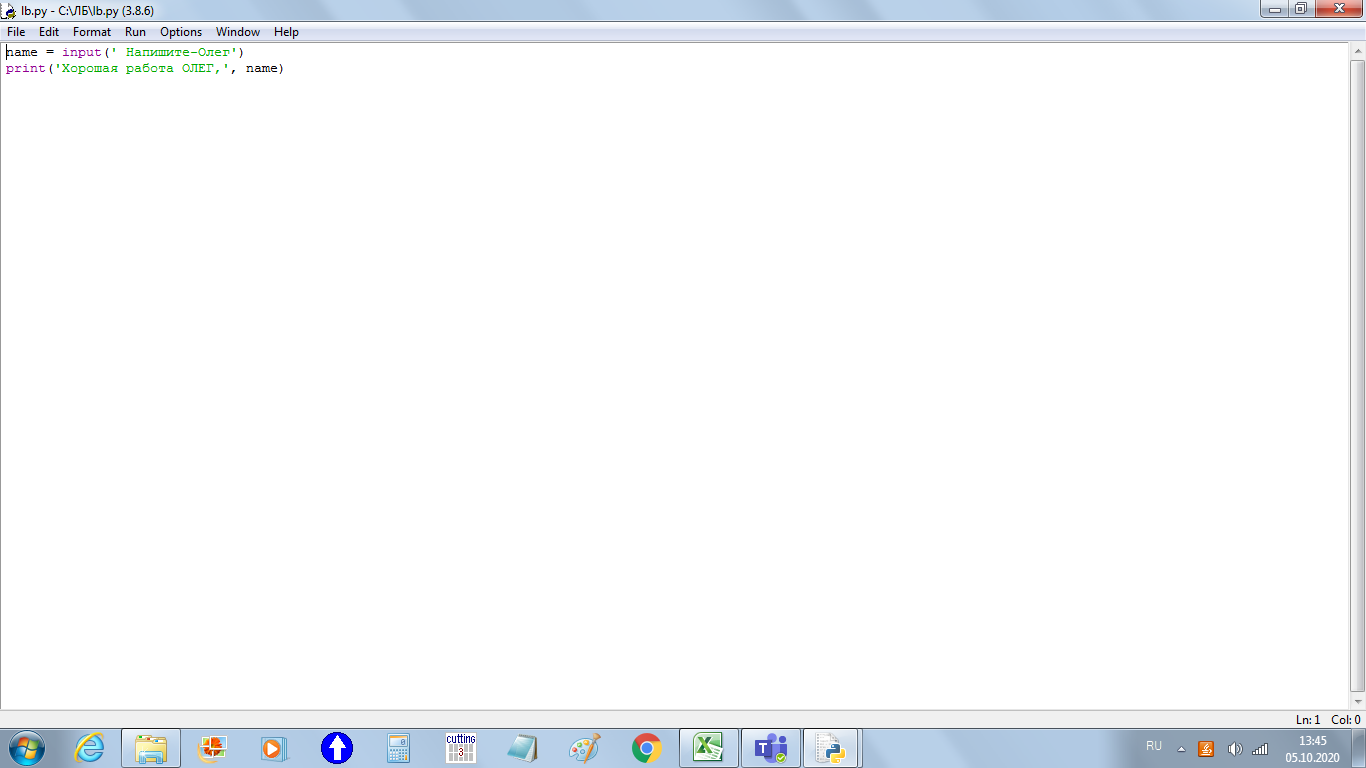 lb.py - C:\ЛБ\lb.py (3.8.6)
File Edit Format Run Options Window Help
name = input(' Напишите-Олег')
print('Хорошая работа ОЛЕГ,', name)
Ln: 1 Col: 0
cutting
3
RU
13:45
05.10.2020